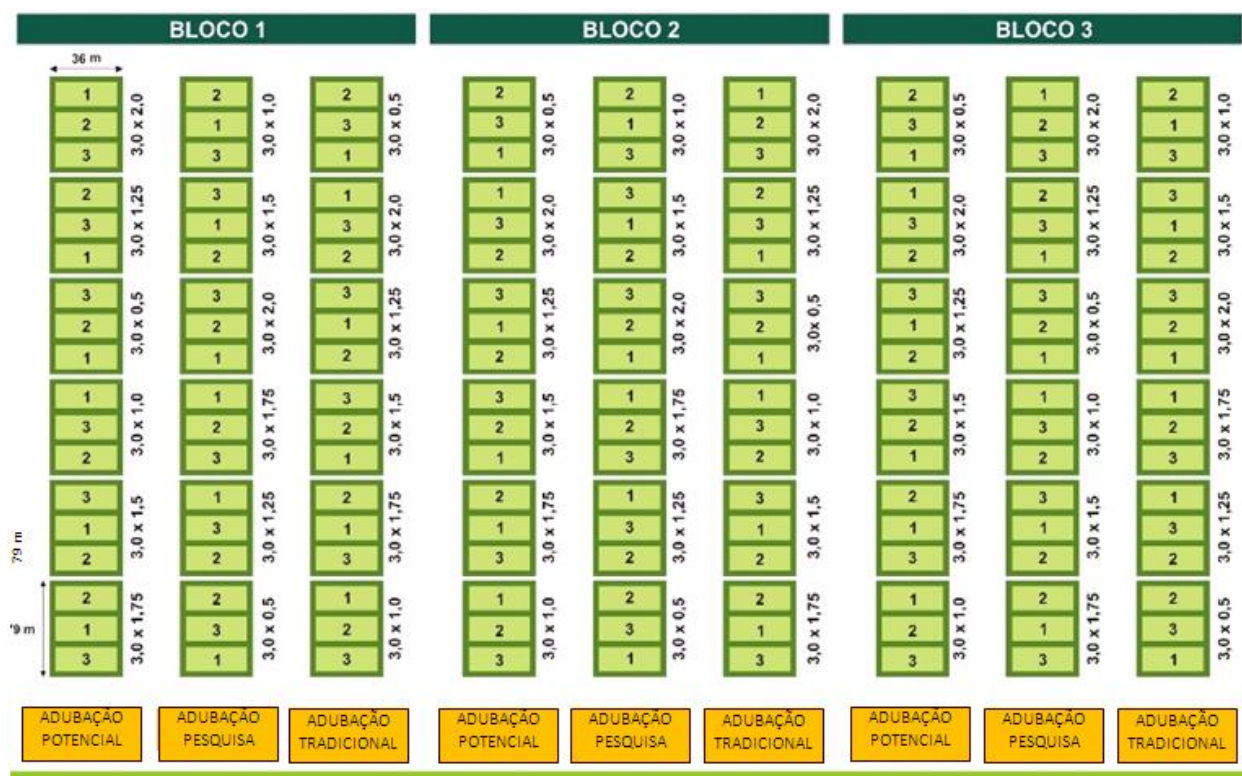 BLOCO 1
36 m
1
2
3
3,0 x 2,0
2
3
1
3,0 x 1,25
3
2
1
3,0 x 0,5
1
3
2
3,0 x 1,0
3
1
2
3,0 x 1,5
79 m
2
1
3
3,0 x 1,75
'9 m
ADUBAÇÃO
POTENCIAL
2
1
3
3,0 x 1,0
3
1
2
3,0 x 1,5
3
2
1
3,0 x 2,0
1
2
3
3,0 x 1,75
1
3
2
3,0 x 1,25
2
3
1
3,0 x 0,5
ADUBAÇÃO
PESQUISA
2
3
1
3,0 x 0,5
1
3
2
3,0 x 2,0
3
1
2
3,0 x 1,25
3
2
1
3,0 x 1,5
2
1
3
3,0 x 1,75
1
2
3
3,0 x 1,0
ADUBAÇÃO
TRADICIONAL
BLOCO 2
2
3
1
3,0 x 0,5
1
3
2
3,0 x 2,0
3
1
2
3,0 x 1,25
3
2
1
3,0 x 1,5
2
1
3
3,0 x 1,75
1
2
3
3,0 x 1,0
ADUBAÇÃO
POTENCIAL
2
1
3
3,0 x 1,0
3
1
2
3,0 x 1,5
3
2
1
3,0 x 2,0
1
2
3
3,0 x 1,75
1
3
2
3,0 x 1,25
2
3
1
3,0 x 0,5
ADUBAÇÃO
PESQUISA
1
2
3
3,0 x 2,0
2
3
1
3,0 x 1,25
3
2
1
3,0x 0,5
1
3
2
3,0 x 1,0
3
1
2
3,0 x 1,5
2
1
3
3,0 x 1,75
ADUBAÇÃO
TRADICIONAL
BLOCO 3
2
3
1
3,0 x 0,5
1
3
2
3,0 x 2,0
3
1
2
3,0 x 1,25
3
2
1
3,0 x 1,5
2
1
3
3,0 x 1,75
1
2
3
3,0 x 1,0
ADUBAÇÃO
POTENCIAL
1
2
3
3,0 x 2,0
2
3
1
3,0 x 1,25
3
2
1
3,0 x 0,5
1
3
2
3,0 x 1,0
3
1
2
3,0 x 1,5
2
1
3
3,0 x 1,75
ADUBAÇÃO
PESQUISA
2
1
3
3,0 x 1,0
3
1
2
3,0 x 1,5
3
2
1
3,0 x 2,0
1
2
3
3,0 x 1,75
1
3
2
3,0 x 1,25
2
3
1
3,0 x 0,5
ADUBAÇÃO
TRADICIONAL